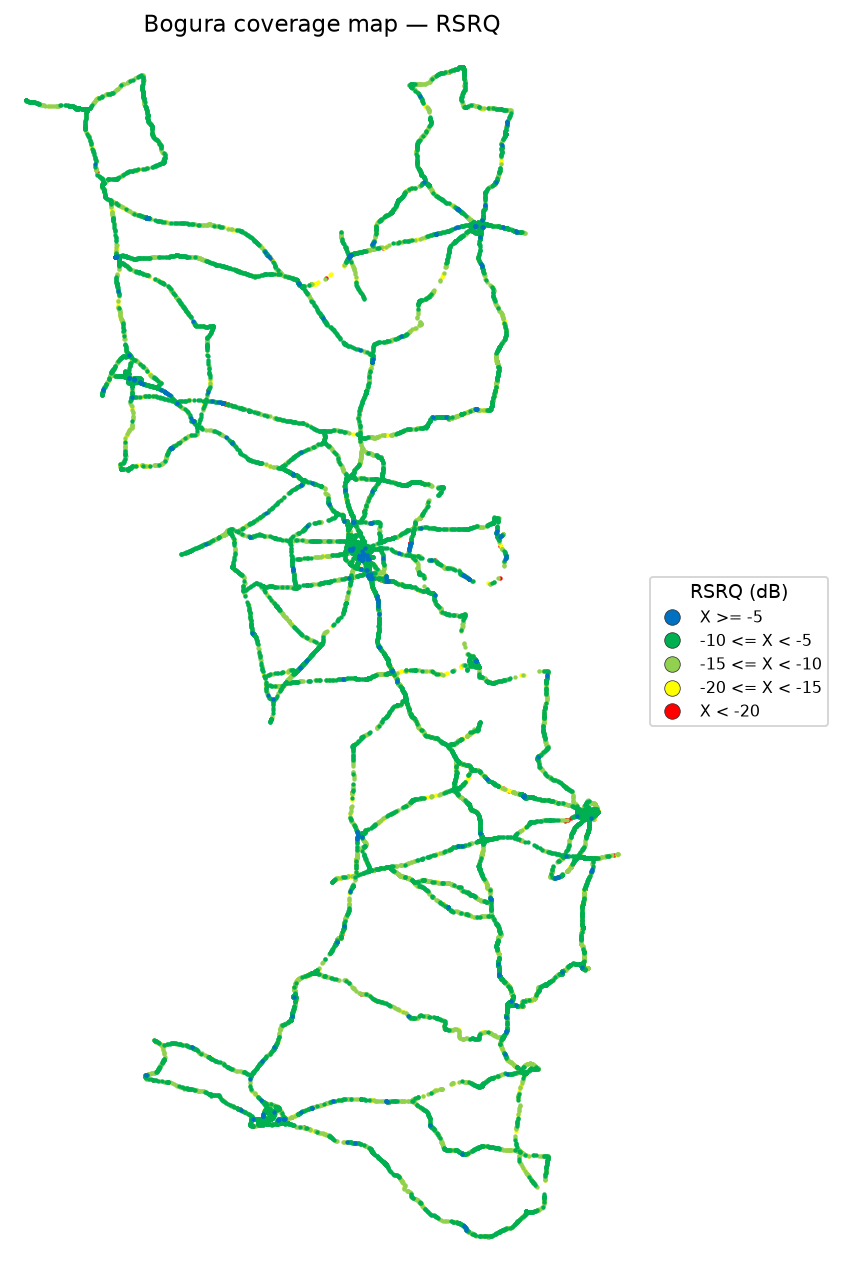 Bogura coverage map — RSRQ
RSRQ (dB)
X >= -5
-10 <= X < -5
-15 <= X < -10
-20 <= X < -15
X < -20